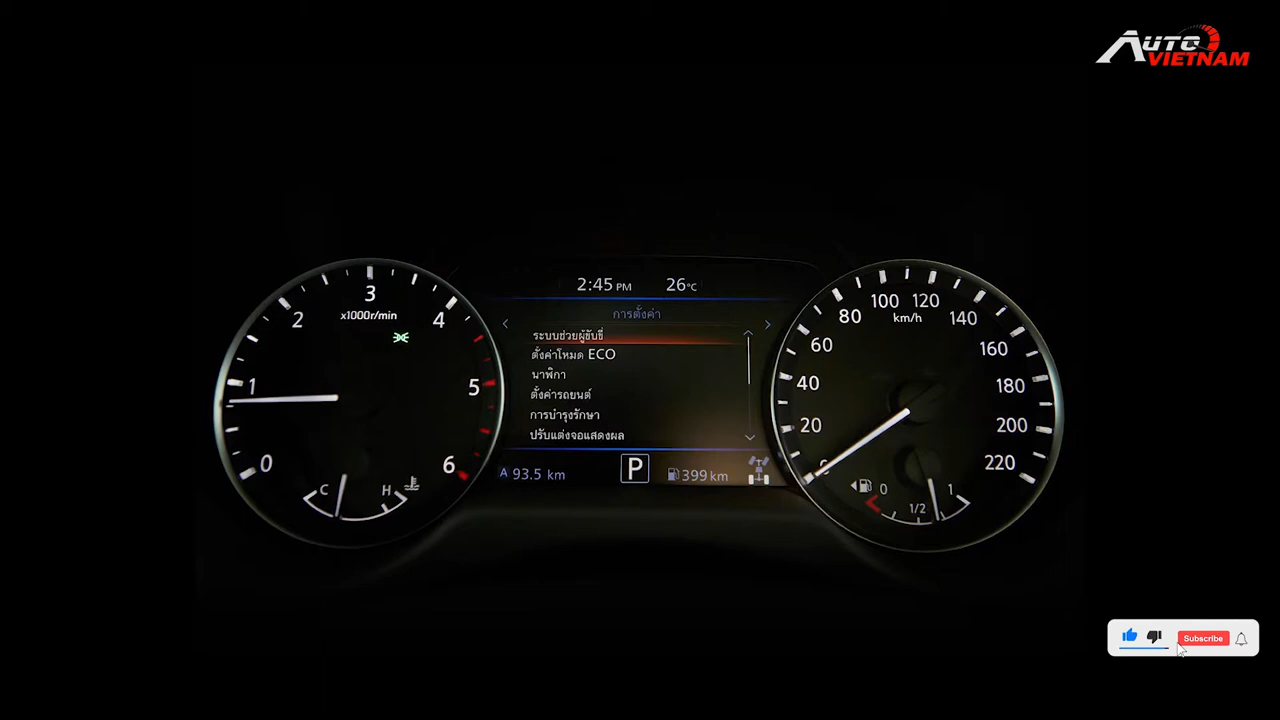 AUTO
VIETNAM
2:45 PM 26°C
การตั้งค่า
ระบบช่วยผู้ขับขี่
ตั้งค่าโหมด ECO
นาฬิกา
ตั้งค่ารถยนต์
การบำรุงรักษา
ปรับแต่งจอแสดงผล
A 93.5 km P 399 km
0 1 2 3 4 5 6
x1000r/min
C H
0 20 40 60 80 100 120 140 160 180 200 220
km/h
0 1/2 1
Subscribe